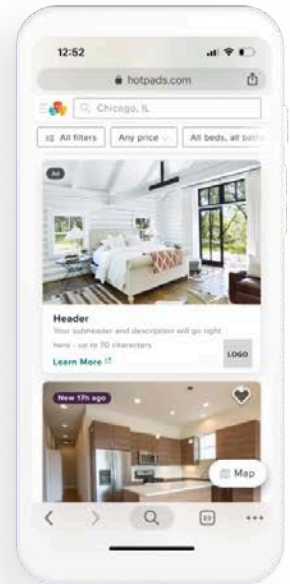 12:52
hotpads.com
Chicago, IL
All filters
Any price
All beds, all bath
Ad
Header
Your subheader and description will go right
here - up to 70 characters
Learn More
LOGO
New 17h ago
Map